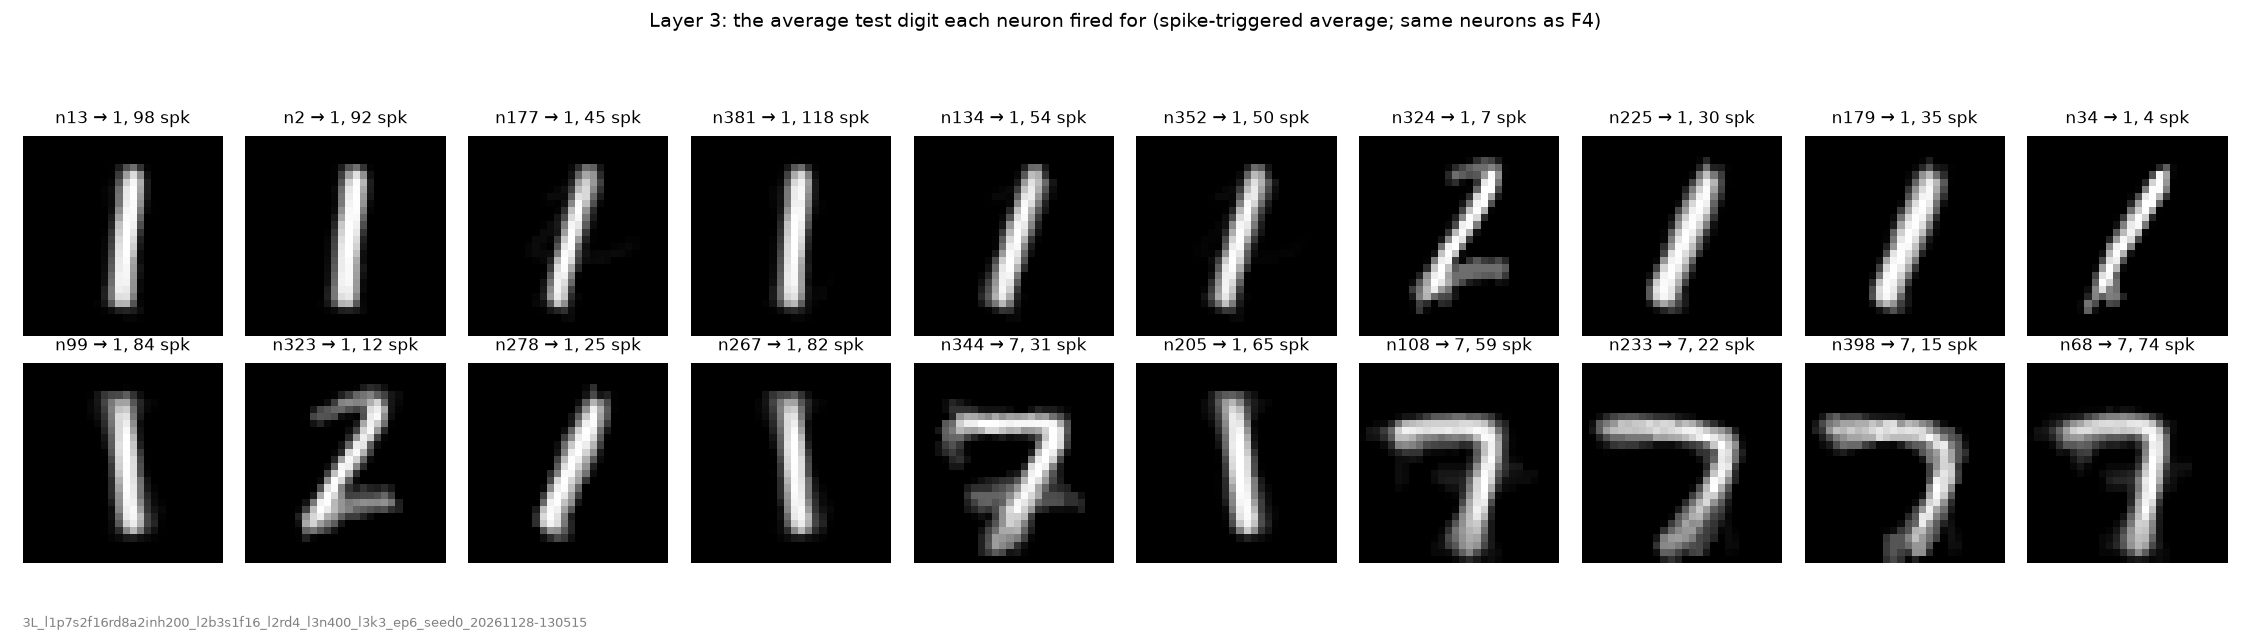 Layer 3: the average test digit each neuron fired for (spike-triggered average; same neurons as F4)
n13 → 1, 98 spk
n2 → 1, 92 spk
n177 → 1, 45 spk
n381 → 1, 118 spk
n134 → 1, 54 spk
n352 → 1, 50 spk
n324 → 1, 7 spk
n225 → 1, 30 spk
n179 → 1, 35 spk
n34 → 1, 4 spk
n99 → 1, 84 spk
n323 → 1, 12 spk
n278 → 1, 25 spk
n267 → 1, 82 spk
n344 → 7, 31 spk
n205 → 1, 65 spk
n108 → 7, 59 spk
n233 → 7, 22 spk
n398 → 7, 15 spk
n68 → 7, 74 spk
3L_l1p7s2f16rd8a2inh200_l2b3s1f16_l2rd4_l3n400_l3k3_ep6_seed0_20261128-130515